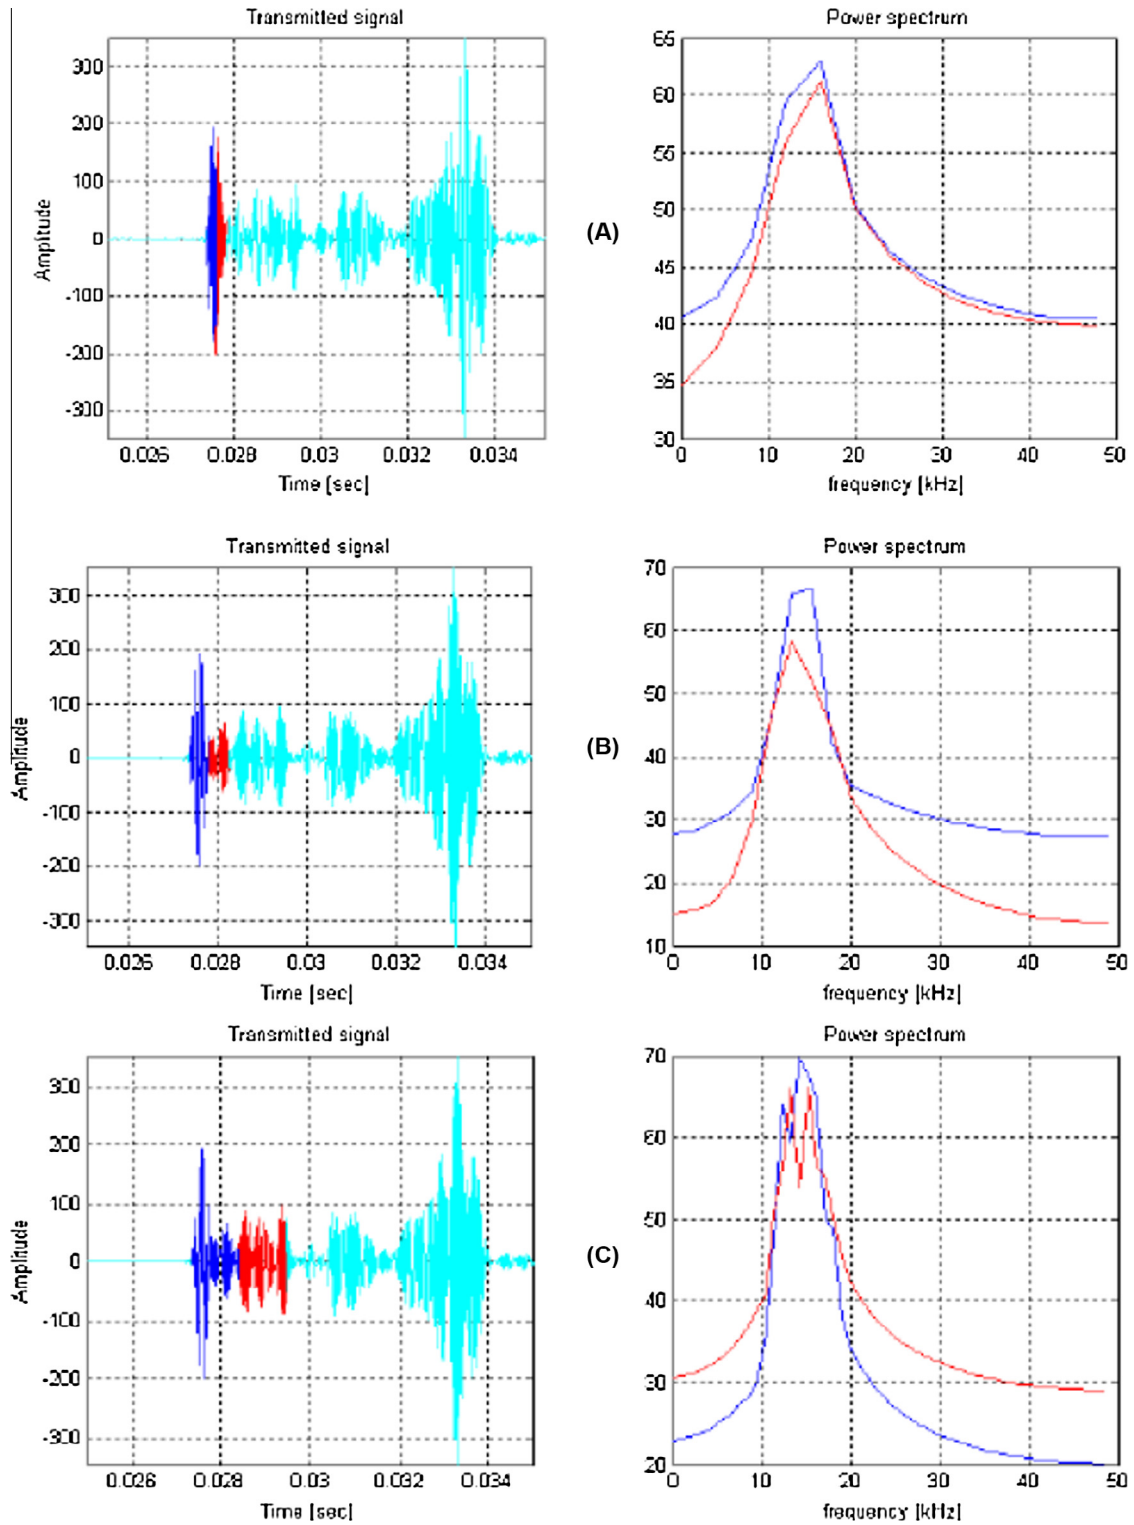 Transmitted signal
Power spectrum
300
200
100
0
-100
-200
-300
Amplitude
0.026 0.028 0.03 0.032 0.034
Time [sec]
(A)
65
60
55
50
45
40
35
30
0 10 20 30 40 50
frequency [kHz]
Transmitted signal
Power spectrum
300
200
100
0
-100
-200
-300
Amplitude
0.026 0.028 0.03 0.032 0.034
Time [sec]
(B)
70
60
50
40
30
20
10
0 10 20 30 40 50
frequency [kHz]
Transmitted signal
Power spectrum
300
200
100
0
-100
-200
-300
Amplitude
0.026 0.028 0.03 0.032 0.034
Time [sec]
(C)
70
60
50
40
30
20
0 10 20 30 40 50
frequency [kHz]